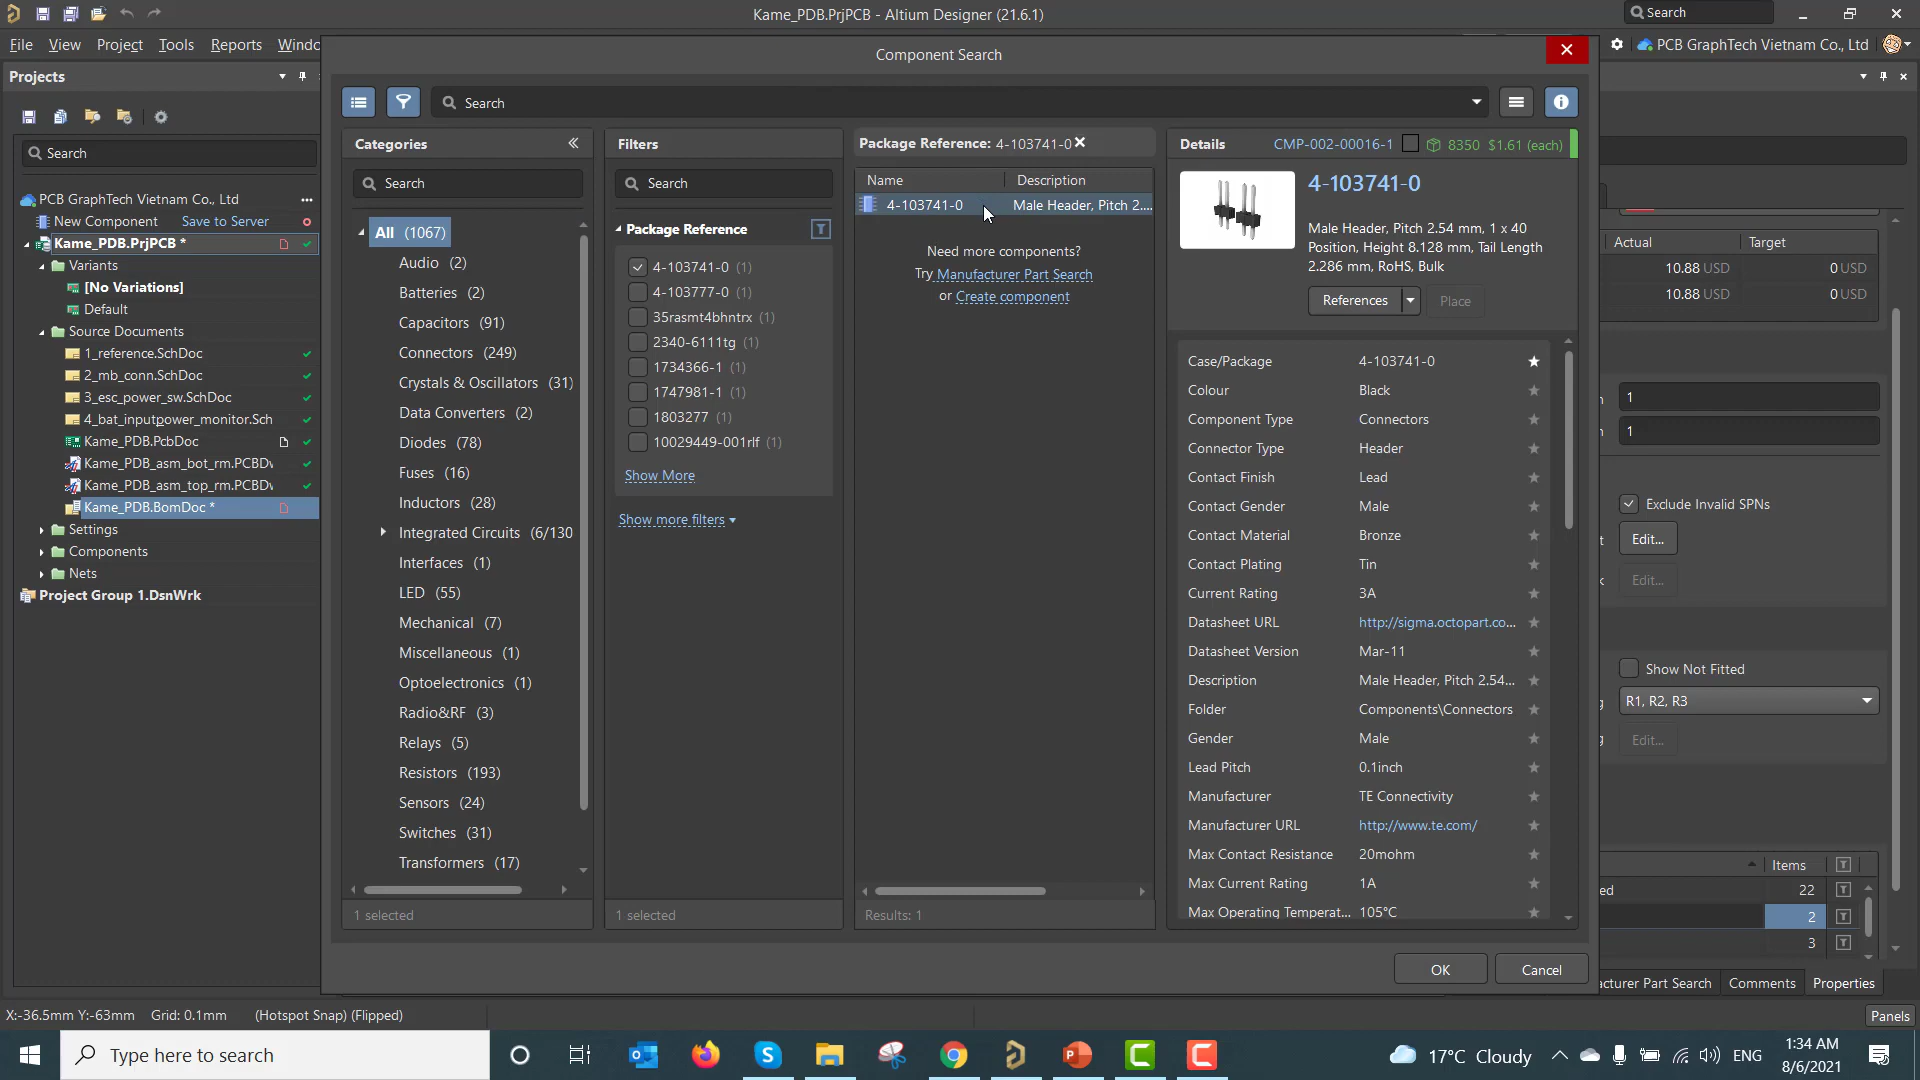 Kame_PDB.PrjPCB - Altium Designer (21.6.1)
Search
File View Project Tools Reports Windo
PCB GraphTech Vietnam Co., Ltd
Component Search
Projects
Search
PCB GraphTech Vietnam Co., Ltd
New Component Save to Server
Kame_PDB.PrjPCB *
Variants
[No Variations]
Default
Source Documents
1_reference.SchDoc
2_mb_conn.SchDoc
3_esc_power_sw.SchDoc
4_bat_inputpower_monitor.Sch
Kame_PDB.PcbDoc
Kame_PDB_asm_bot_rm.PCBDv
Kame_PDB_asm_top_rm.PCBDv
Kame_PDB.BomDoc *
Settings
Components
Nets
Project Group 1.DsnWrk
Search
Categories
Search
All (1067)
Audio (2)
Batteries (2)
Capacitors (91)
Connectors (249)
Crystals & Oscillators (31)
Data Converters (2)
Diodes (78)
Fuses (16)
Inductors (28)
Integrated Circuits (6/130
Interfaces (1)
LED (55)
Mechanical (7)
Miscellaneous (1)
Optoelectronics (1)
Radio&RF (3)
Relays (5)
Resistors (193)
Sensors (24)
Switches (31)
Transformers (17)
1 selected
Filters
Search
Package Reference
4-103741-0 (1)
4-103777-0 (1)
35rasmt4bhntrx (1)
2340-6111tg (1)
1734366-1 (1)
1747981-1 (1)
1803277 (1)
10029449-001rlf (1)
Show More
Show more filters
1 selected
Package Reference: 4-103741-0
Name Description
4-103741-0 Male Header, Pitch 2....
Need more components?
Try Manufacturer Part Search
or Create component
Results: 1
Details CMP-002-00016-1 8350 $1.61 (each)
4-103741-0
Male Header, Pitch 2.54 mm, 1 x 40
Position, Height 8.128 mm, Tail Length
2.286 mm, RoHS, Bulk
References Place
Case/Package 4-103741-0
Colour Black
Component Type Connectors
Connector Type Header
Contact Finish Lead
Contact Gender Male
Contact Material Bronze
Contact Plating Tin
Current Rating 3A
Datasheet URL http://sigma.octopart.co...
Datasheet Version Mar-11
Description Male Header, Pitch 2.54...
Folder Components\Connectors
Gender Male
Lead Pitch 0.1inch
Manufacturer TE Connectivity
Manufacturer URL http://www.te.com/
Max Contact Resistance 20mohm
Max Current Rating 1A
Max Operating Temperat... 105°C
OK Cancel
Actual Target
10.88 USD 0 USD
10.88 USD 0 USD
1
1
Exclude Invalid SPNs
Edit...
Edit...
Show Not Fitted
R1, R2, R3
Edit...
Items
ed 22
2
3
acturer Part Search Comments Properties
X:-36.5mm Y:-63mm Grid: 0.1mm (Hotspot Snap) (Flipped)
Panels
Type here to search
17°C Cloudy
ENG
1:34 AM
8/6/2021